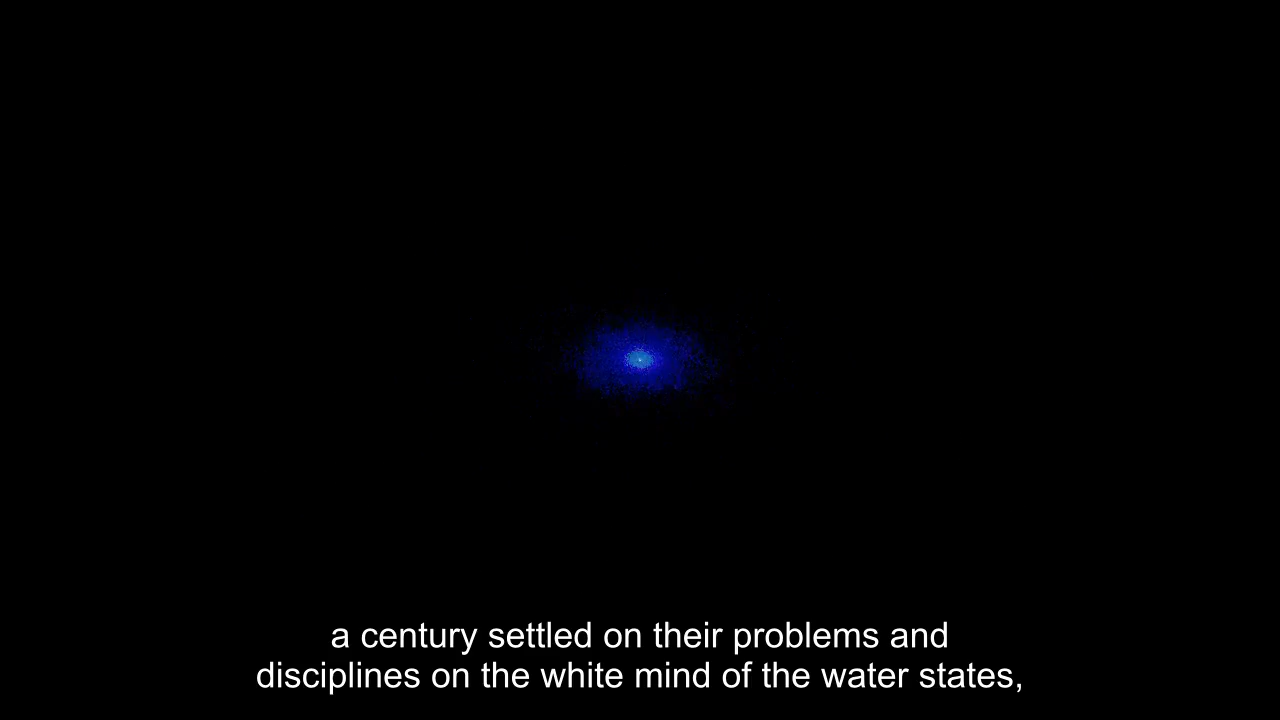 a century settled on their problems and
disciplines on the white mind of the water states,